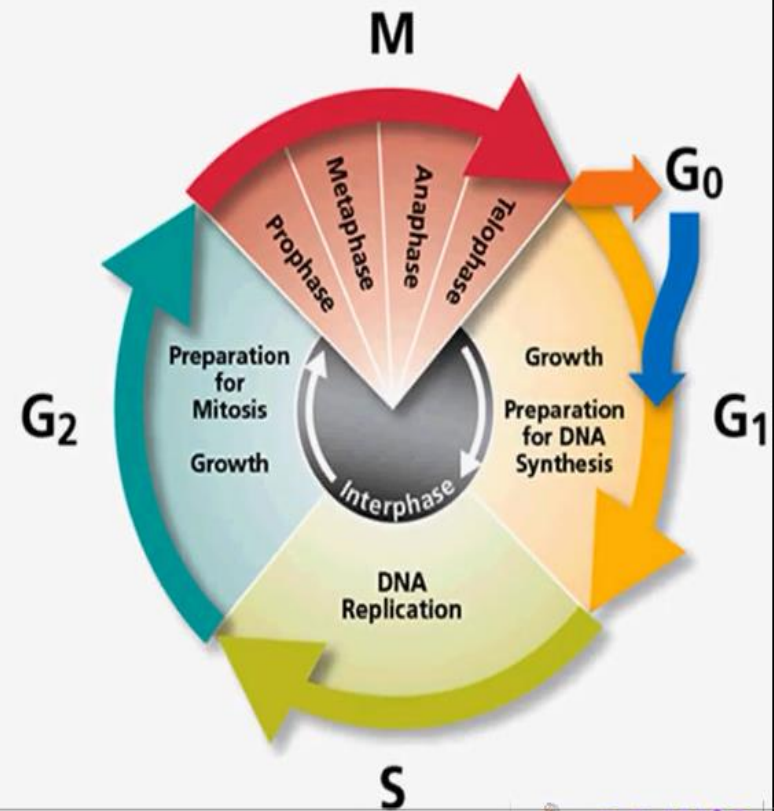 M
Prophase
Metaphase
Anaphase
Telophase
G₀
Growth
Preparation
for DNA
Synthesis
G₁
Interphase
DNA
Replication
S
Preparation
for
Mitosis
Growth
G₂